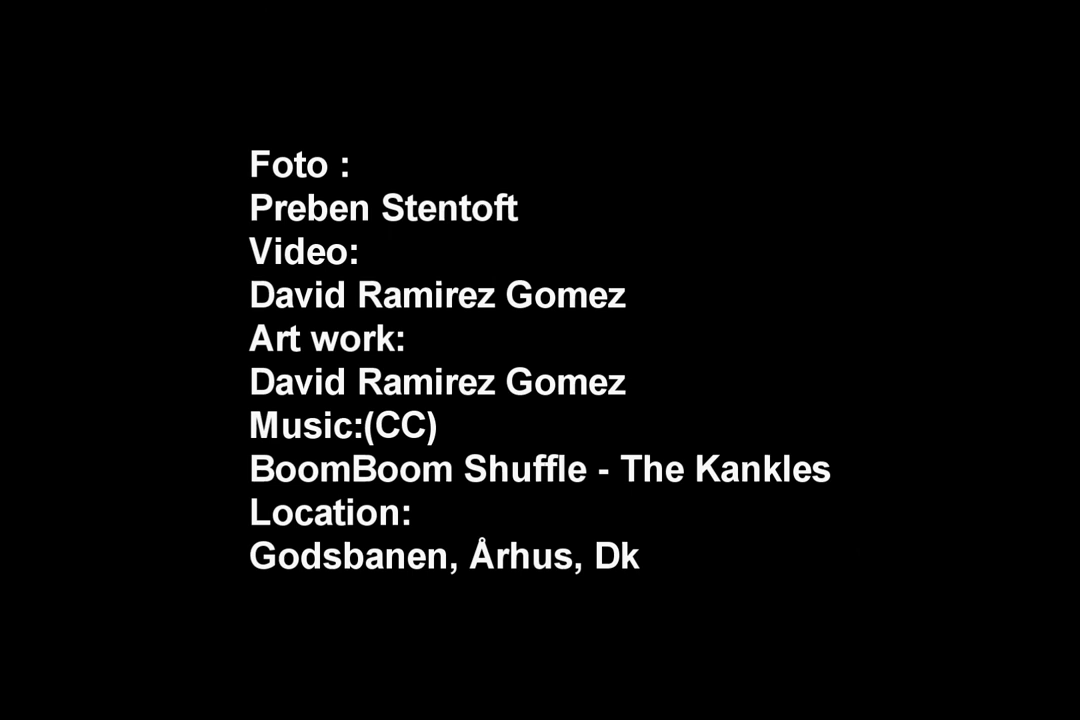 Foto :
Preben Stentoft
Video:
David Ramirez Gomez
Art work:
David Ramirez Gomez
Music:(CC)
BoomBoom Shuffle - The Kankles
Location:
Godsbanen, Århus, Dk